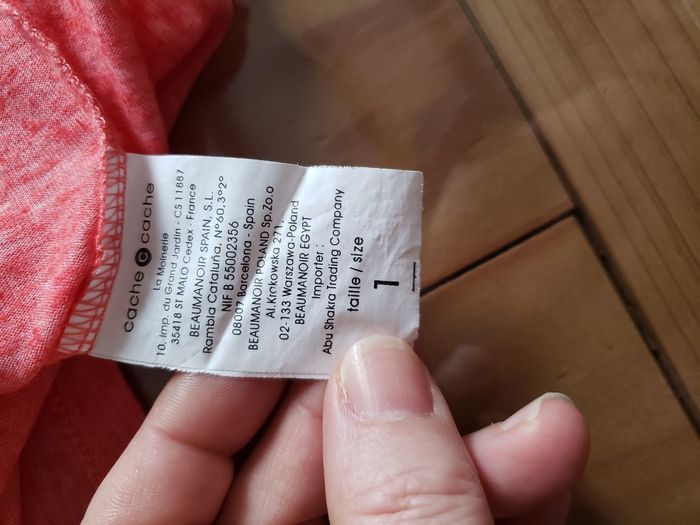 cache C cache
La Moinerie
10, Imp. du Grand Jardin - CS 11887
35418 ST MALO Cedex - France
BEAUMANOIR SPAIN, S.L.
Rambla Cataluña, N°60,3°2°
NIF B 55002356
08007 Barcelona - Spain
BEAUMANOIR POLAND Sp.Zo.o
Al.Krakowska 271,
02-133 Warszawa-Poland
BEAUMANOIR EGYPT
Importer :
Abu Shakra Trading Company
taille / size
1